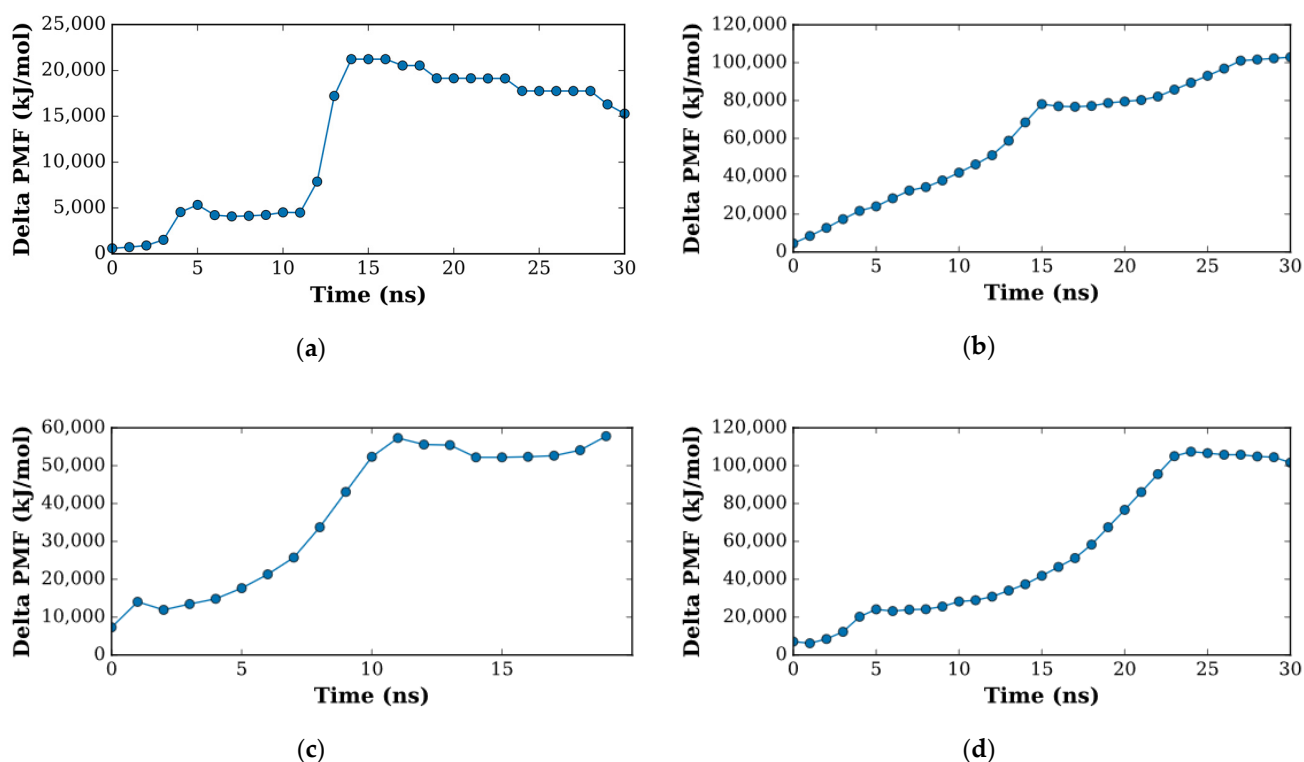 25,000
20,000
15,000
10,000
5,000
0
Delta PMF (kJ/mol)
0 5 10 15 20 25 30
Time (ns)
(a)
120,000
100,000
80,000
60,000
40,000
20,000
0
Delta PMF (kJ/mol)
0 5 10 15 20 25 30
Time (ns)
(b)
60,000
50,000
40,000
30,000
20,000
10,000
0
Delta PMF (kJ/mol)
0 5 10 15
Time (ns)
(c)
120,000
100,000
80,000
60,000
40,000
20,000
0
Delta PMF (kJ/mol)
0 5 10 15 20 25 30
Time (ns)
(d)